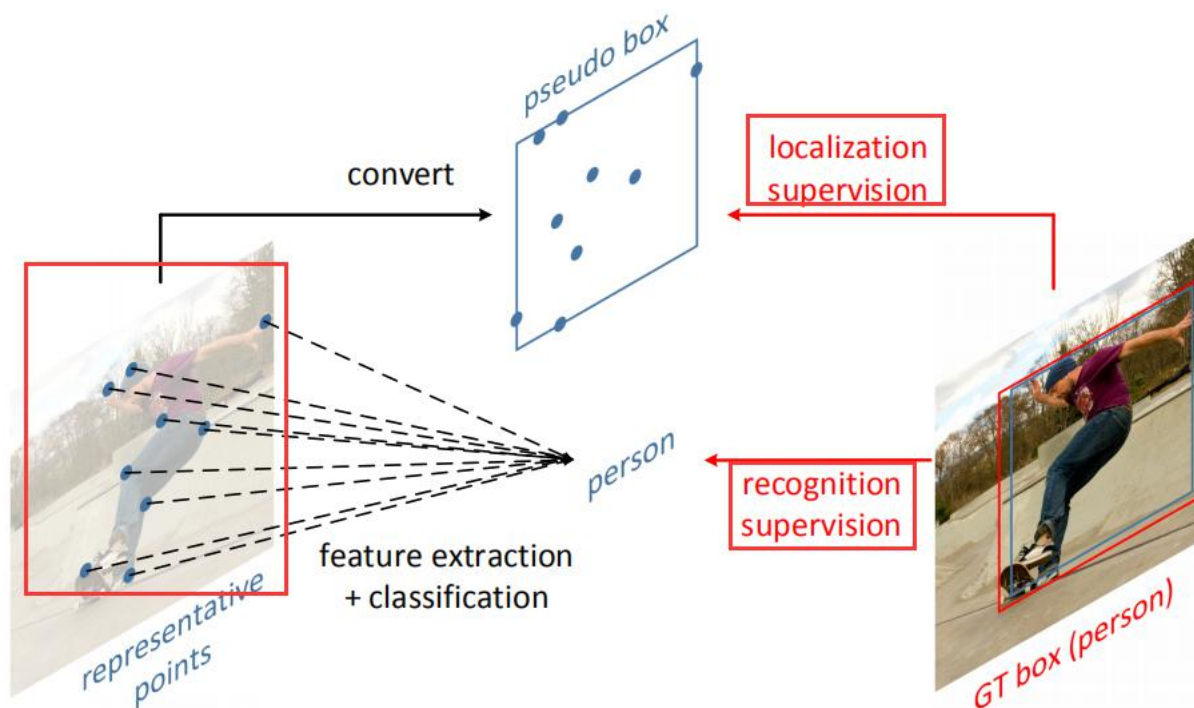 pseudo box
convert
localization
supervision
person
recognition
supervision
feature extraction
+ classification
representative
points
GT box (person)